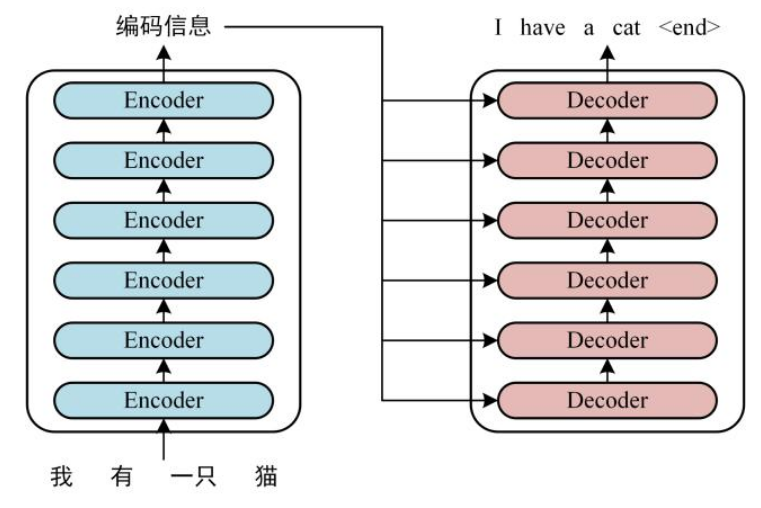 编码信息
Encoder
Encoder
Encoder
Encoder
Encoder
Encoder
我 有 一只 猫
I have a cat <end>
Decoder
Decoder
Decoder
Decoder
Decoder
Decoder